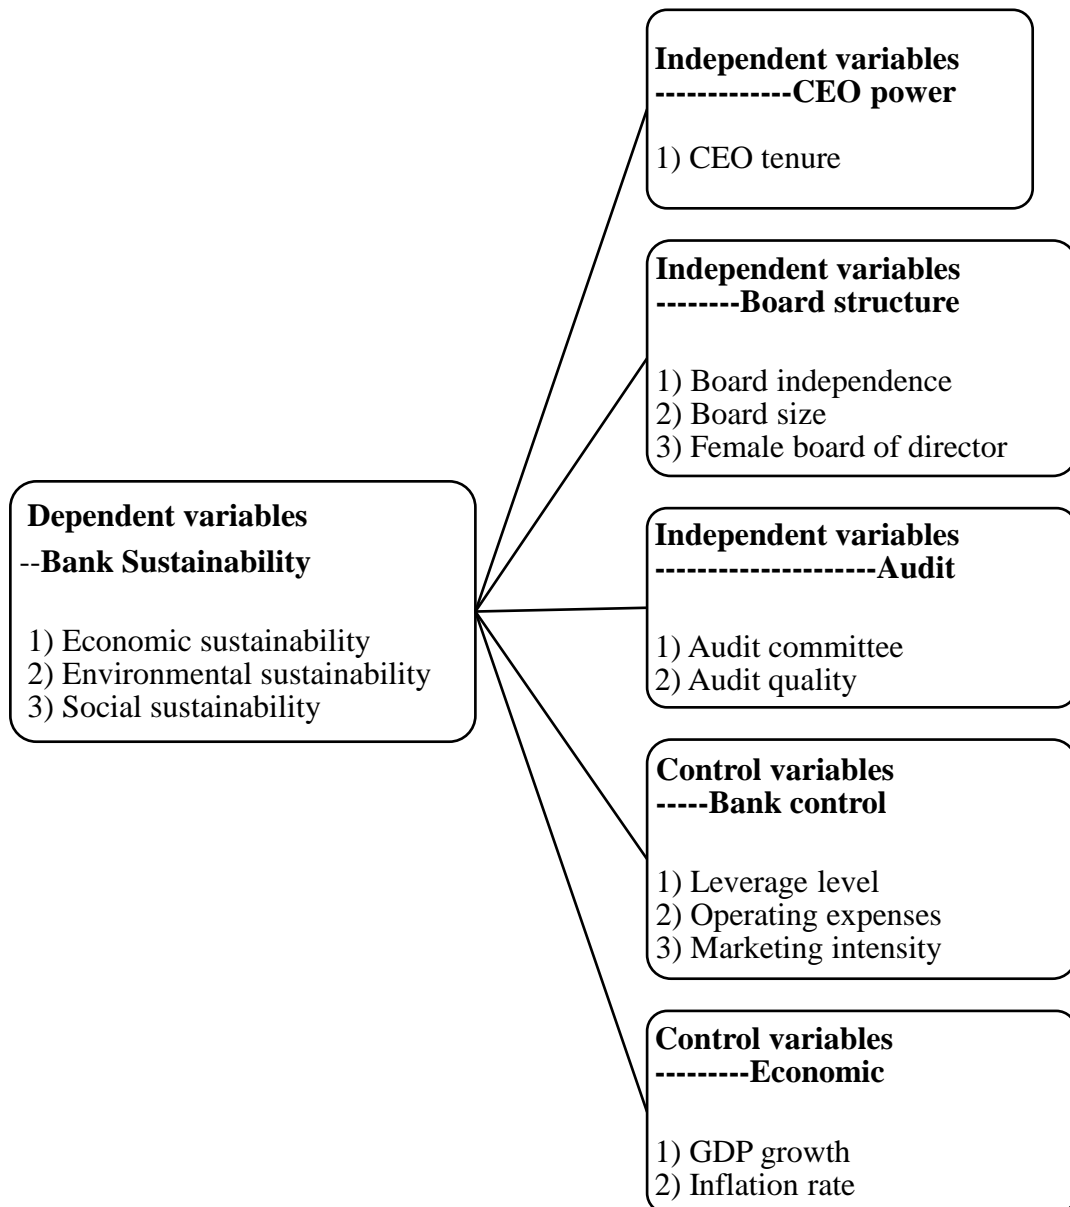 Independent variables
-------------CEO power
1) CEO tenure
Independent variables
--------Board structure
1) Board independence
2) Board size
3) Female board of director
Dependent variables
--Bank Sustainability
1) Economic sustainability
2) Environmental sustainability
3) Social sustainability
Independent variables
---------------------Audit
1) Audit committee
2) Audit quality
Control variables
-----Bank control
1) Leverage level
2) Operating expenses
3) Marketing intensity
Control variables
---------Economic
1) GDP growth
2) Inflation rate